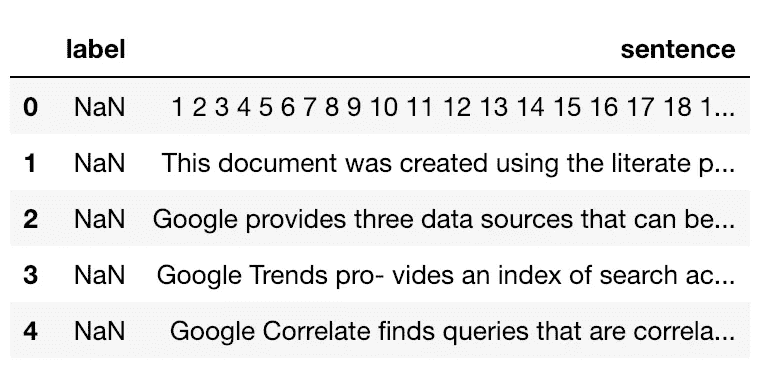 label sentence
0 NaN 1 2 3 4 5 6 7 8 9 10 11 12 13 14 15 16 17 18 1...
1 NaN This document was created using the literate p...
2 NaN Google provides three data sources that can be...
3 NaN Google Trends pro- vides an index of search ac...
4 NaN Google Correlate finds queries that are correla...